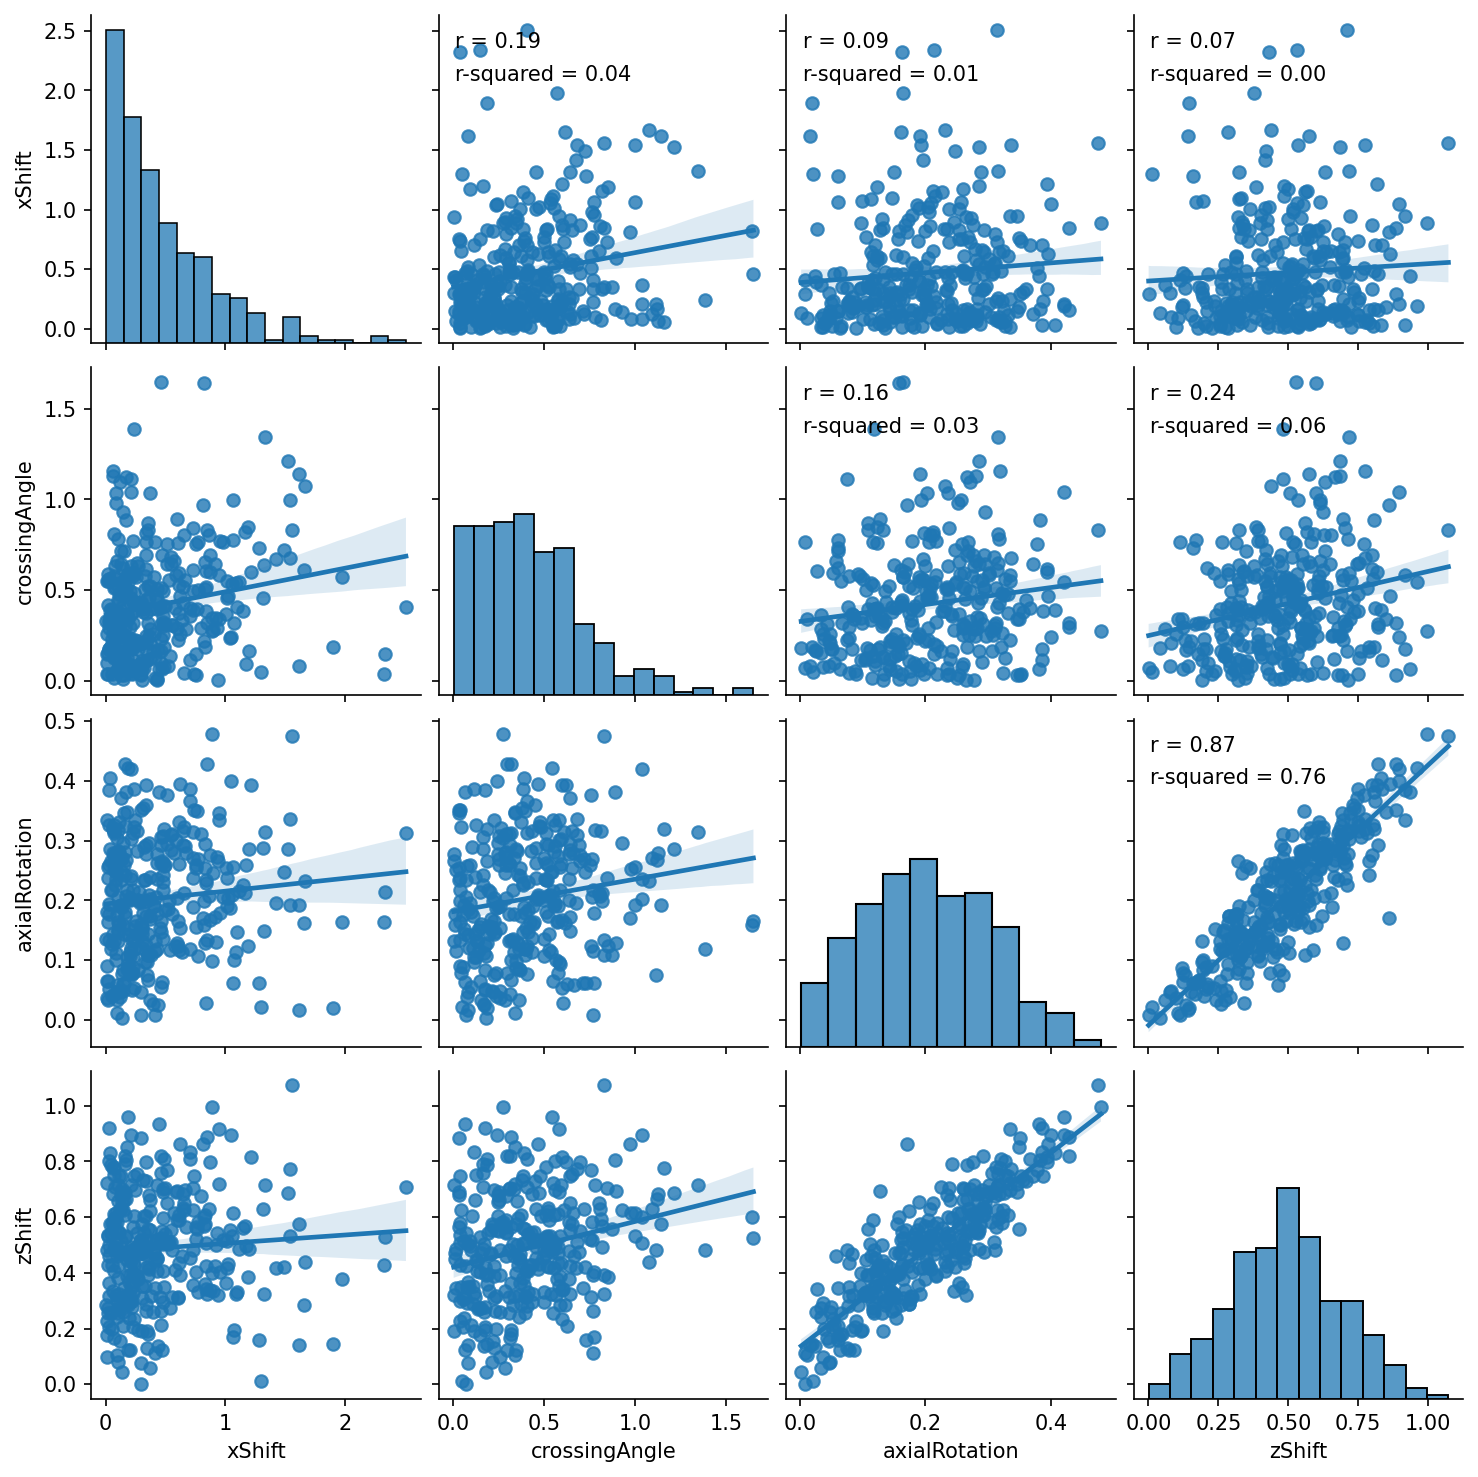 2.5
2.0
1.5
1.0
0.5
0.0
xShift
r = 0.19
r-squared = 0.04
r = 0.09
r-squared = 0.01
r = 0.07
r-squared = 0.00
1.5
1.0
0.5
0.0
crossingAngle
r = 0.16
r-squared = 0.03
r = 0.24
r-squared = 0.06
0.5
0.4
0.3
0.2
0.1
0.0
axialRotation
r = 0.87
r-squared = 0.76
1.0
0.8
0.6
0.4
0.2
0.0
zShift
0 1 2
xShift
0.0 0.5 1.0 1.5
crossingAngle
0.0 0.2 0.4
axialRotation
0.00 0.25 0.50 0.75 1.00
zShift